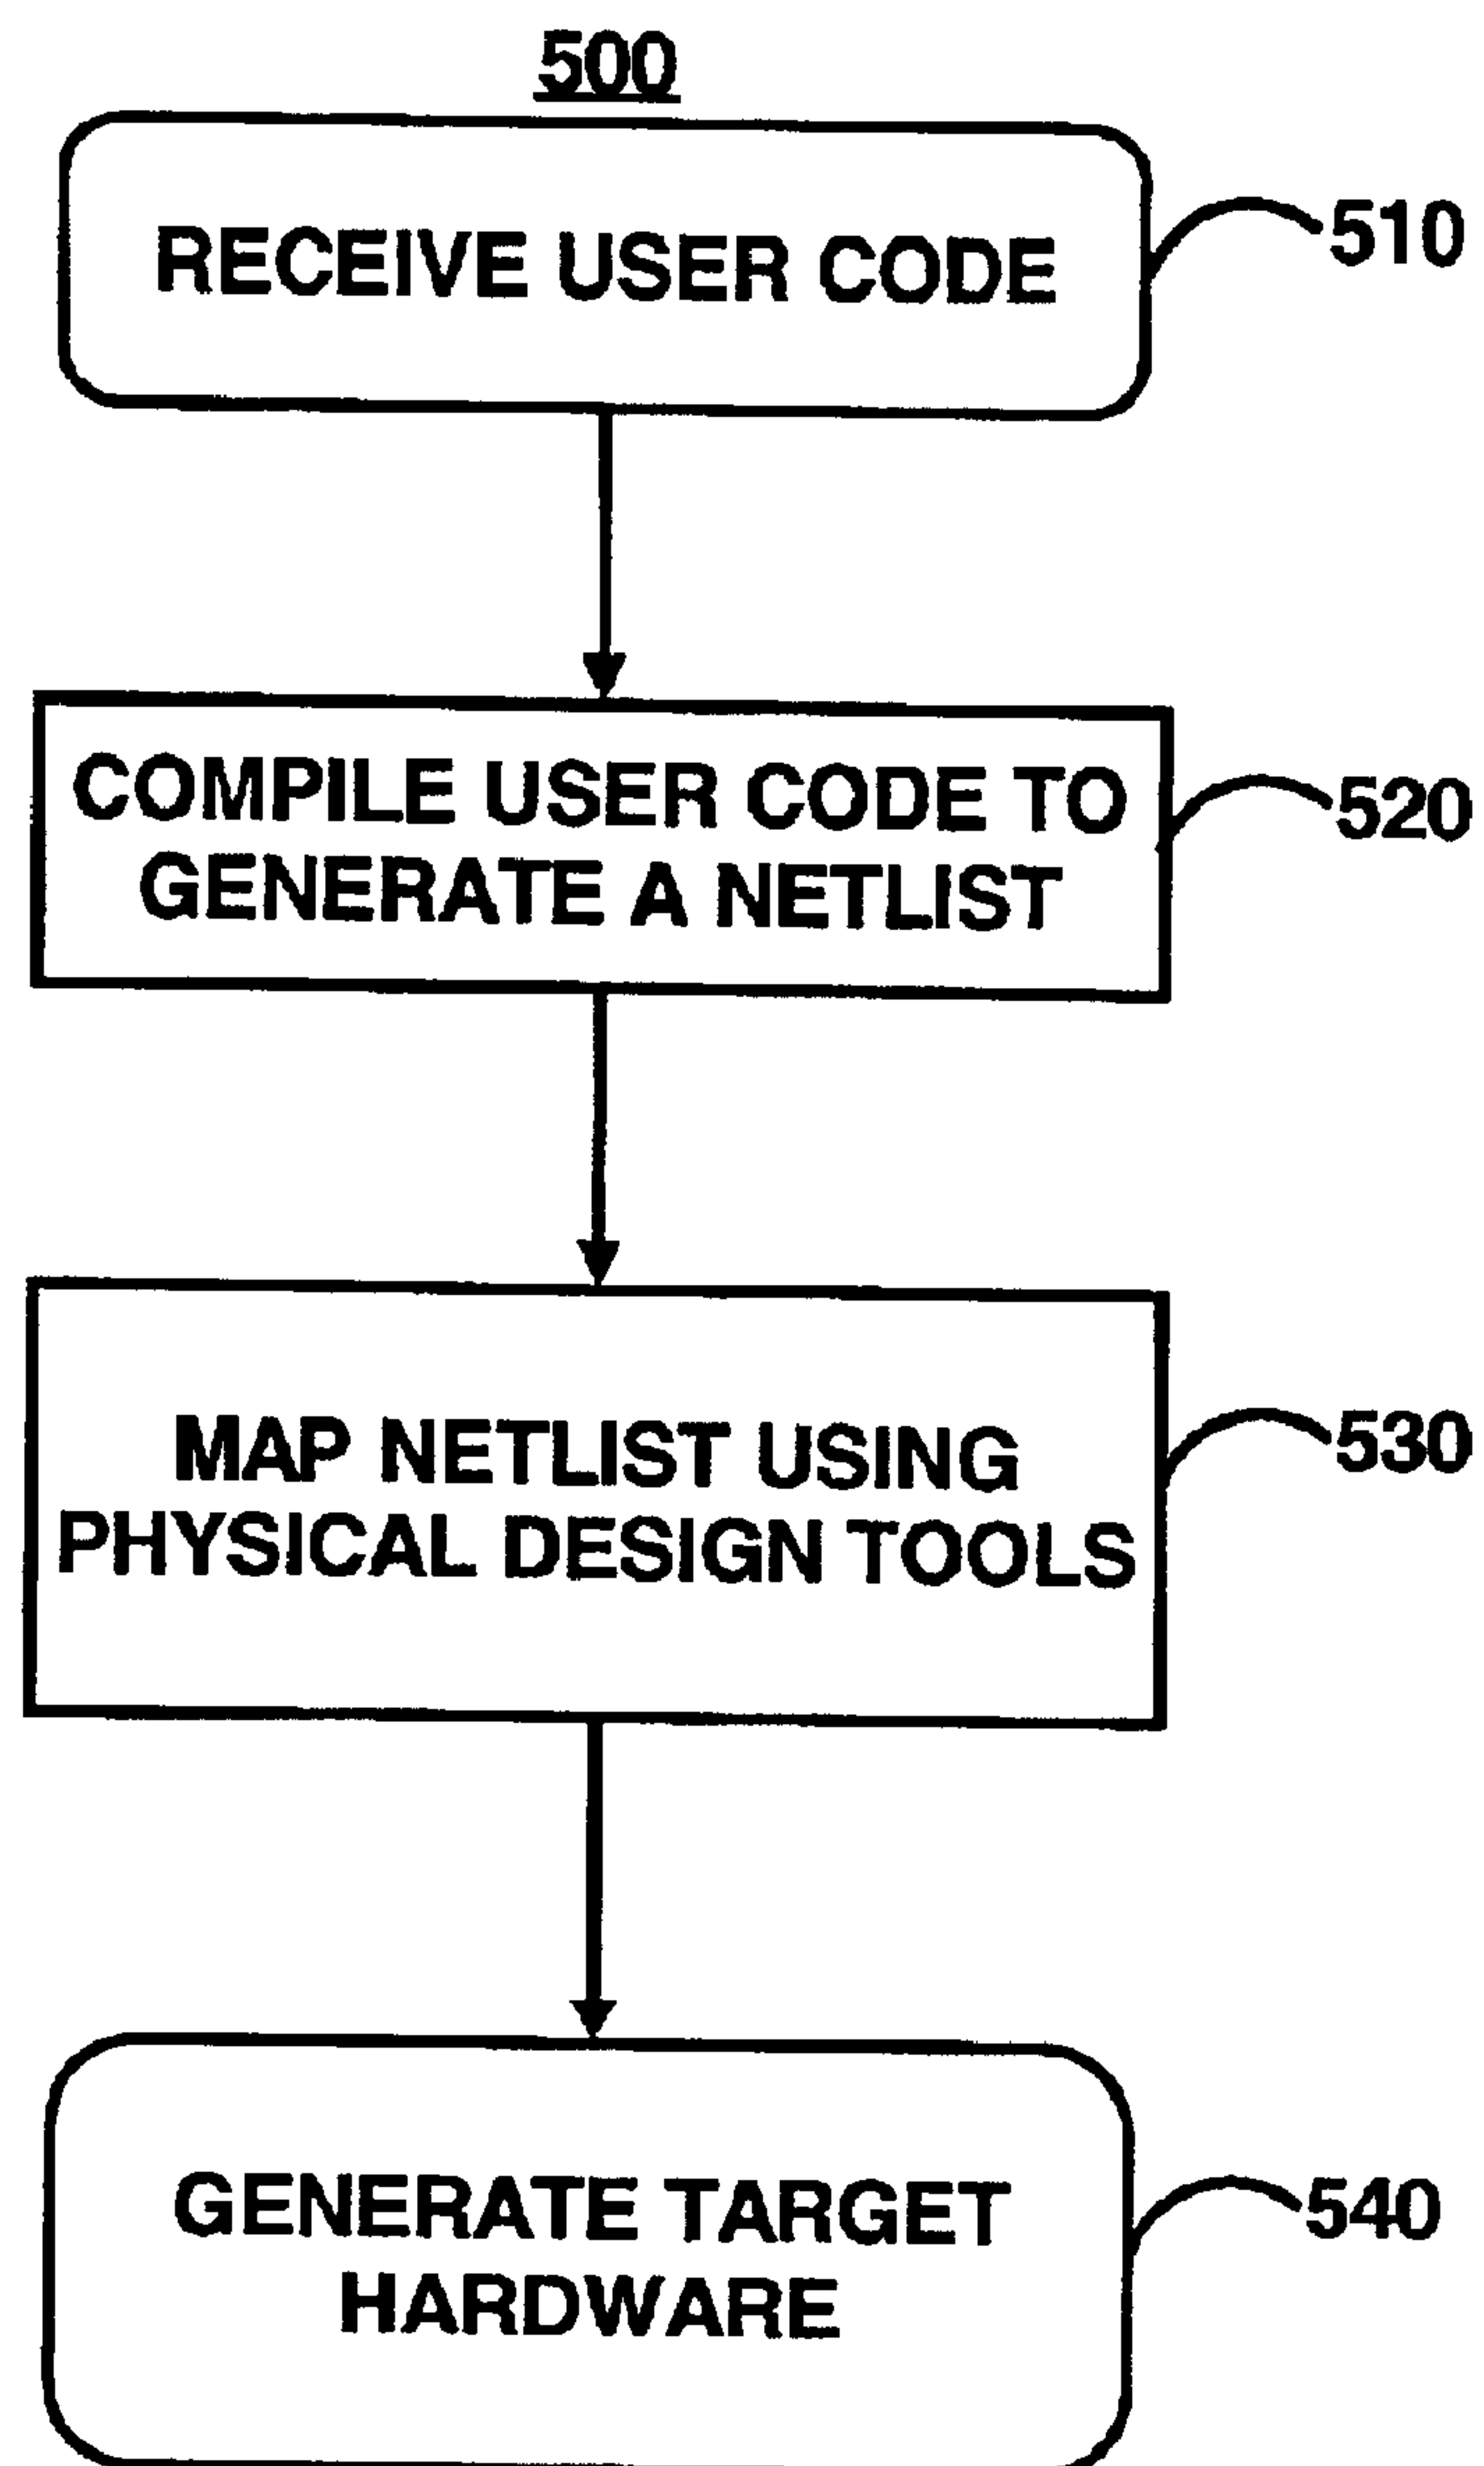 500
RECEIVE USER CODE
510
COMPILE USER CODE TO
GENERATE A NETLIST
520
MAP NETLIST USING
PHYSICAL DESIGN TOOLS
530
GENERATE TARGET
HARDWARE
540